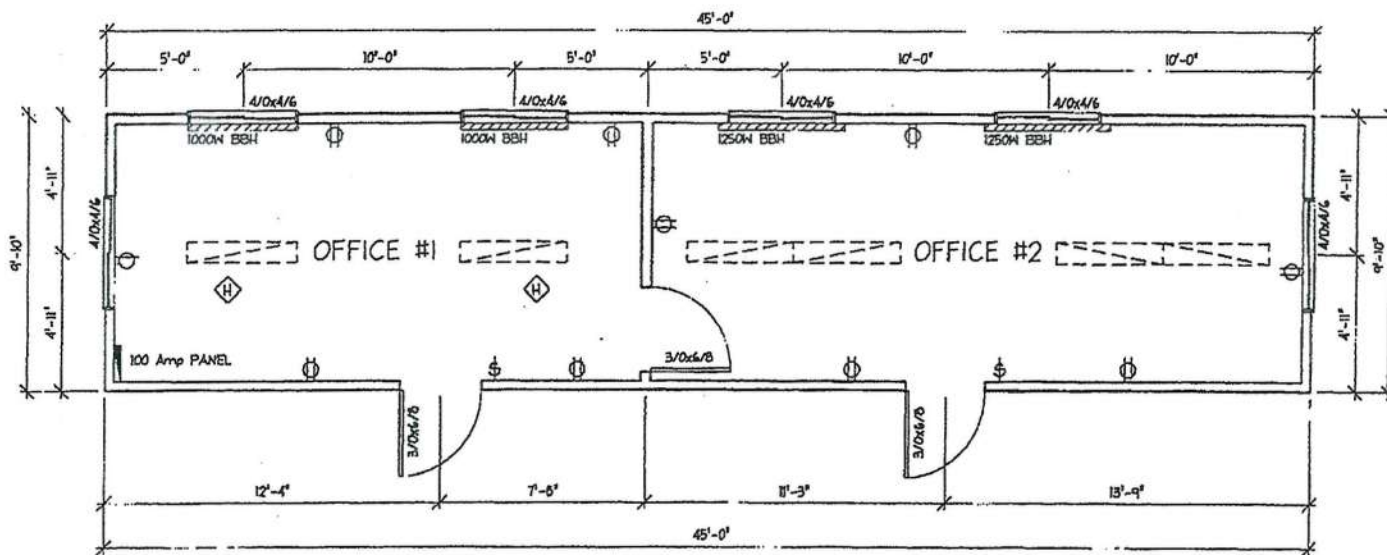 45'-0"
5'-0"
10'-0"
5'-0"
5'-0"
10'-0"
10'-0"
4/0x4/6
4/0x4/6
4/0x4/6
4/0x4/6
1000W BBH
1000W BBH
1250W BBH
1250W BBH
9'-10"
4'-11"
4/0x4/6
4'-11"
4/0x4/6
9'-10"
OFFICE #1
OFFICE #2
H
H
4'-11"
4'-11"
100 Amp PANEL
3/0x6/8
$
$
3/0x6/8
3/0x6/8
12'-4"
7'-8"
11'-3"
13'-9"
45'-0"